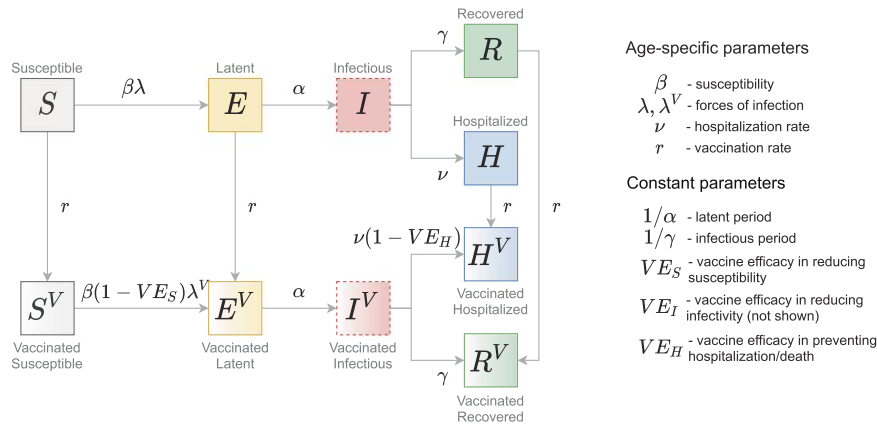 Recovered
γ
R
Susceptible
Latent
Infectious
βλ
α
S
E
I
Hospitalized
H
ν
r
r
r
r
ν(1 − VE_H)
H^V
β(1 − VE_S)λ^V
α
S^V
E^V
I^V
Vaccinated
Hospitalized
Vaccinated
Susceptible
Vaccinated
Latent
Vaccinated
Infectious
R^V
γ
Vaccinated
Recovered
Age-specific parameters
β - susceptibility
λ, λ^V - forces of infection
ν - hospitalization rate
r - vaccination rate
Constant parameters
1/α - latent period
1/γ - infectious period
VE_S - vaccine efficacy in reducing
susceptibility
VE_I - vaccine efficacy in reducing
infectivity (not shown)
VE_H - vaccine efficacy in preventing
hospitalization/death